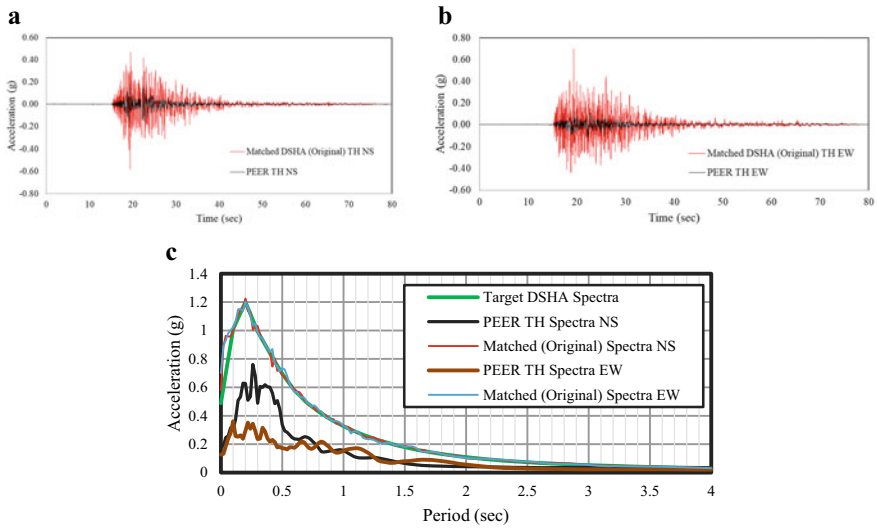 a
0.60
0.40
0.20
0.00
-0.20
-0.40
-0.60
-0.80
Acceleration (g)
0 10 20 30 40 50 60 70 80
Time (sec)
Matched DSHA (Original) TH NS
PEER TH NS
b
0.80
0.60
0.40
0.20
0.00
-0.20
-0.40
-0.60
Acceleration (g)
0 10 20 30 40 50 60 70 80
Time (sec)
Matched DSHA (Original) TH EW
PEER TH EW
c
1.4
1.2
1
0.8
0.6
0.4
0.2
0
Acceleration (g)
0 0.5 1 1.5 2 2.5 3 3.5 4
Period (sec)
Target DSHA Spectra
PEER TH Spectra NS
Matched (Original) Spectra NS
PEER TH Spectra EW
Matched (Original) Spectra EW